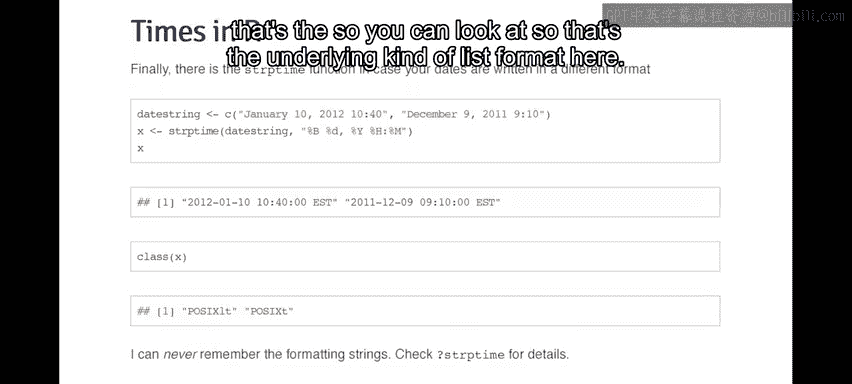 Times in R
that's the so you can look at so that's
the underlying kind of list format here.
Finally, there is the strptime function in case your dates are written in a different format
datestring <- c("January 10, 2012 10:40", "December 9, 2011 9:10")
x <- strptime(datestring, "%B %d, %Y %H:%M")
x
## [1] "2012-01-10 10:40:00 EST" "2011-12-09 09:10:00 EST"
class(x)
## [1] "POSIXlt" "POSIXt"
I can never remember the formatting strings. Check ?strptime for details.